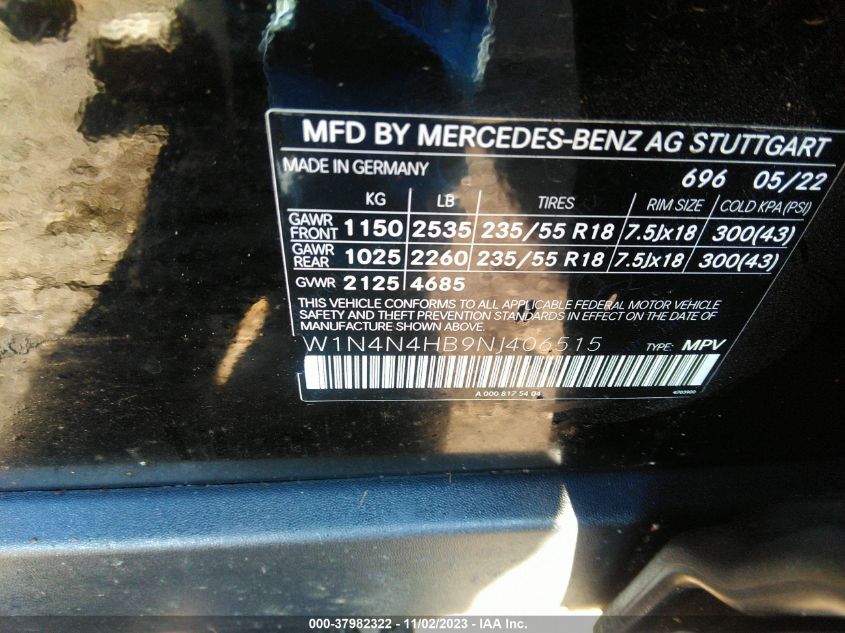 MFD BY MERCEDES-BENZ AG STUTTGART
MADE IN GERMANY 696 05/22
KG LB TIRES RIM SIZE COLD KPA (PSI)
GAWR FRONT 1150 2535 235/55 R18 7.5Jx18 300(43)
GAWR REAR 1025 2260 235/55 R18 7.5Jx18 300(43)
GVWR 2125 4685
THIS VEHICLE CONFORMS TO ALL APPLICABLE FEDERAL MOTOR VEHICLE
SAFETY AND THEFT PREVENTION STANDARDS IN EFFECT ON THE DATE OF
MANUFACTURE SHOWN ABOVE.
W1N4N4HB9NJ406515 TYPE: MPV
A 000 817 54 04
000-37982322 - 11/02/2023 - IAA Inc.